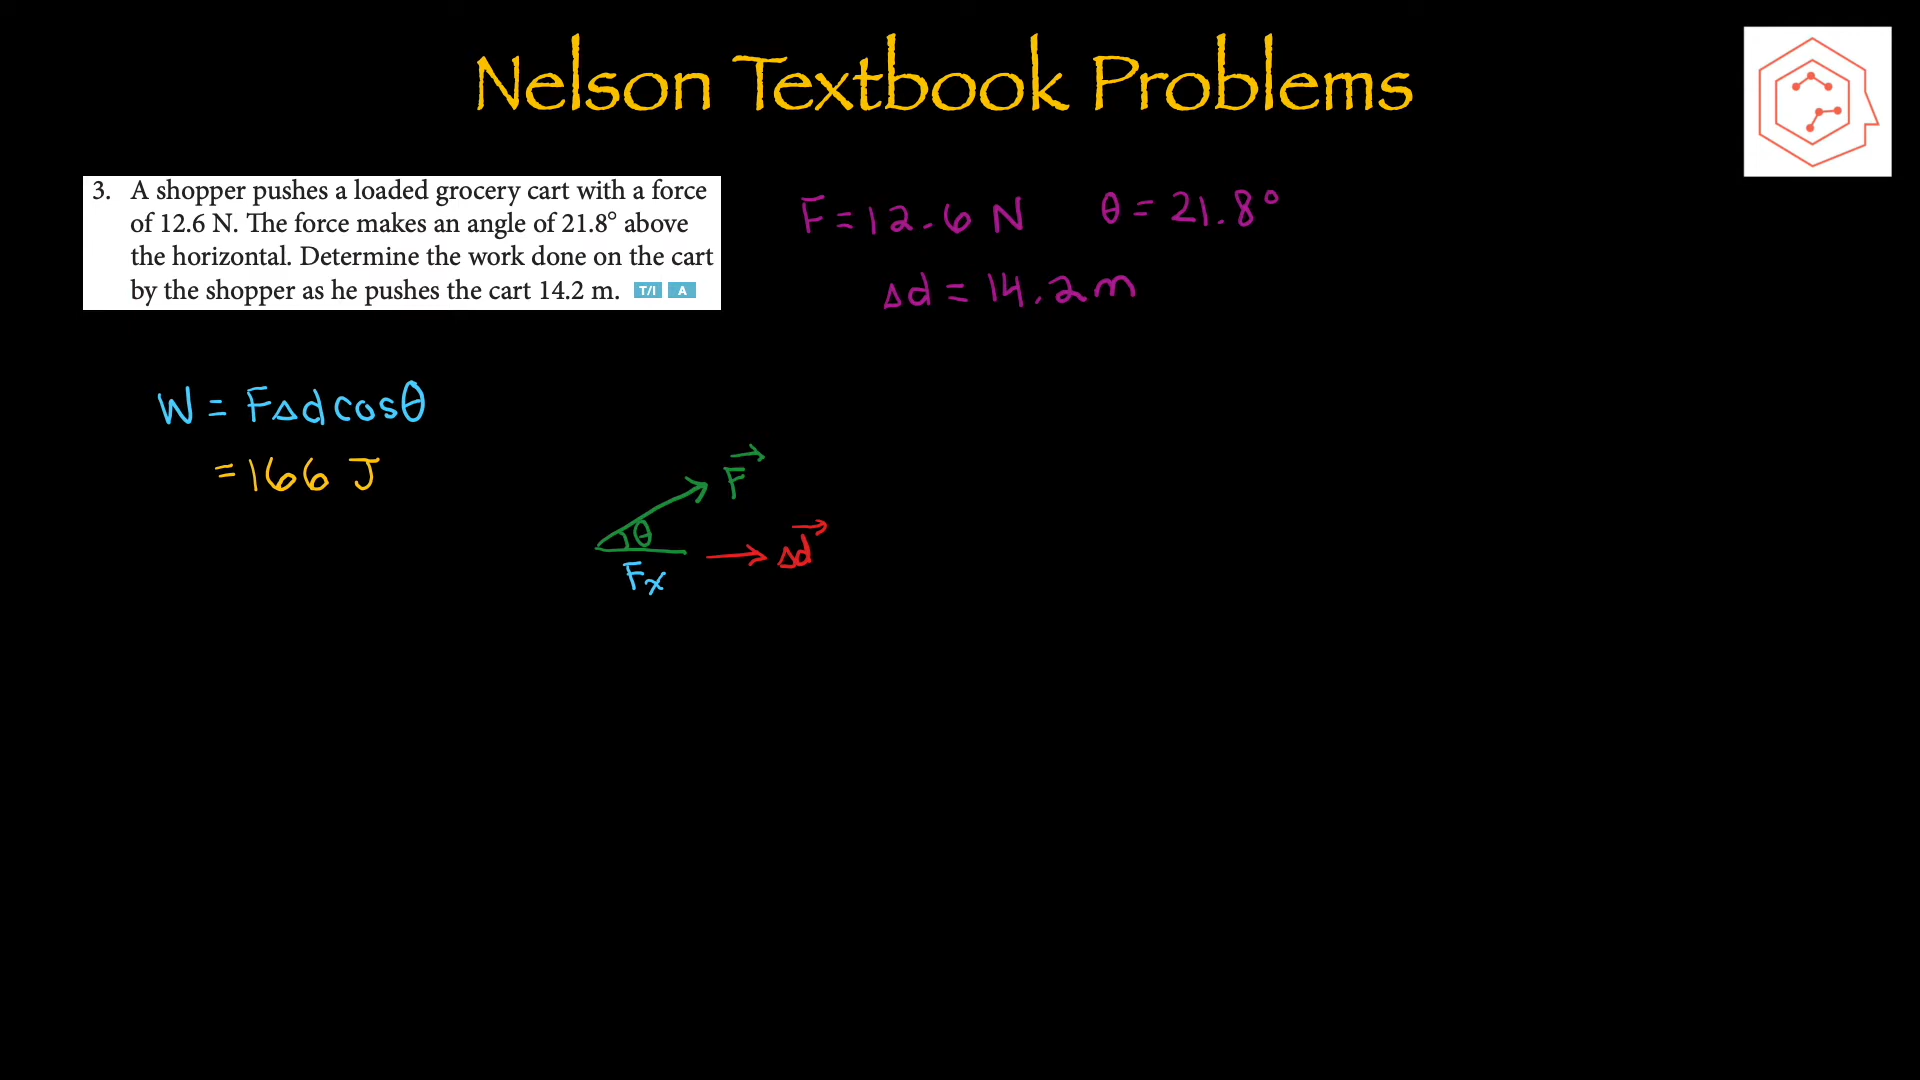 Nelson Textbook Problems
3. A shopper pushes a loaded grocery cart with a force
of 12.6 N. The force makes an angle of 21.8° above
the horizontal. Determine the work done on the cart
by the shopper as he pushes the cart 14.2 m. T/I A
F = 12.6 N θ = 21.8°
Δd = 14.2 m
W = FΔd cosθ
= 166 J
F⃗
θ
Δd⃗
Fx